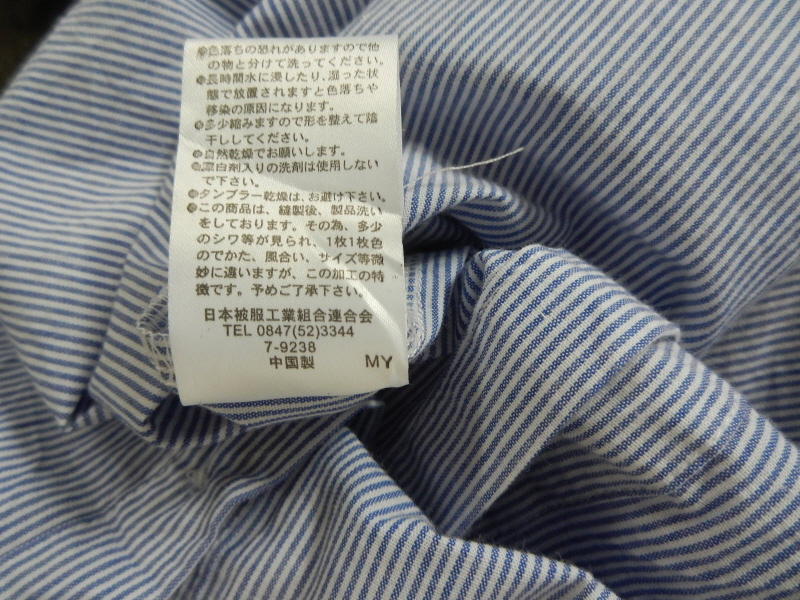 ●色落ちの恐れがありますので他
の物と分けて洗ってください。
●長時間水に浸したり、湿った状
態で放置されますと色落ちや
移染の原因になります。
●多少縮みますので形を整えて陰
干ししてください。
●自然乾燥でお願いします。
●漂白剤入りの洗剤は使用しない
で下さい。
●タンブラー乾燥は、お避け下さい。
●この商品は、縫製後、製品洗い
をしております。その為、多少
のシワ等が見られ、1枚1枚色
のでかた、風合い、サイズ等微
妙に違いますが、この加工の特
徴です。予めご了承下さい。
日本被服工業組合連合会
TEL 0847(52)3344
7-9238
中国製 MY